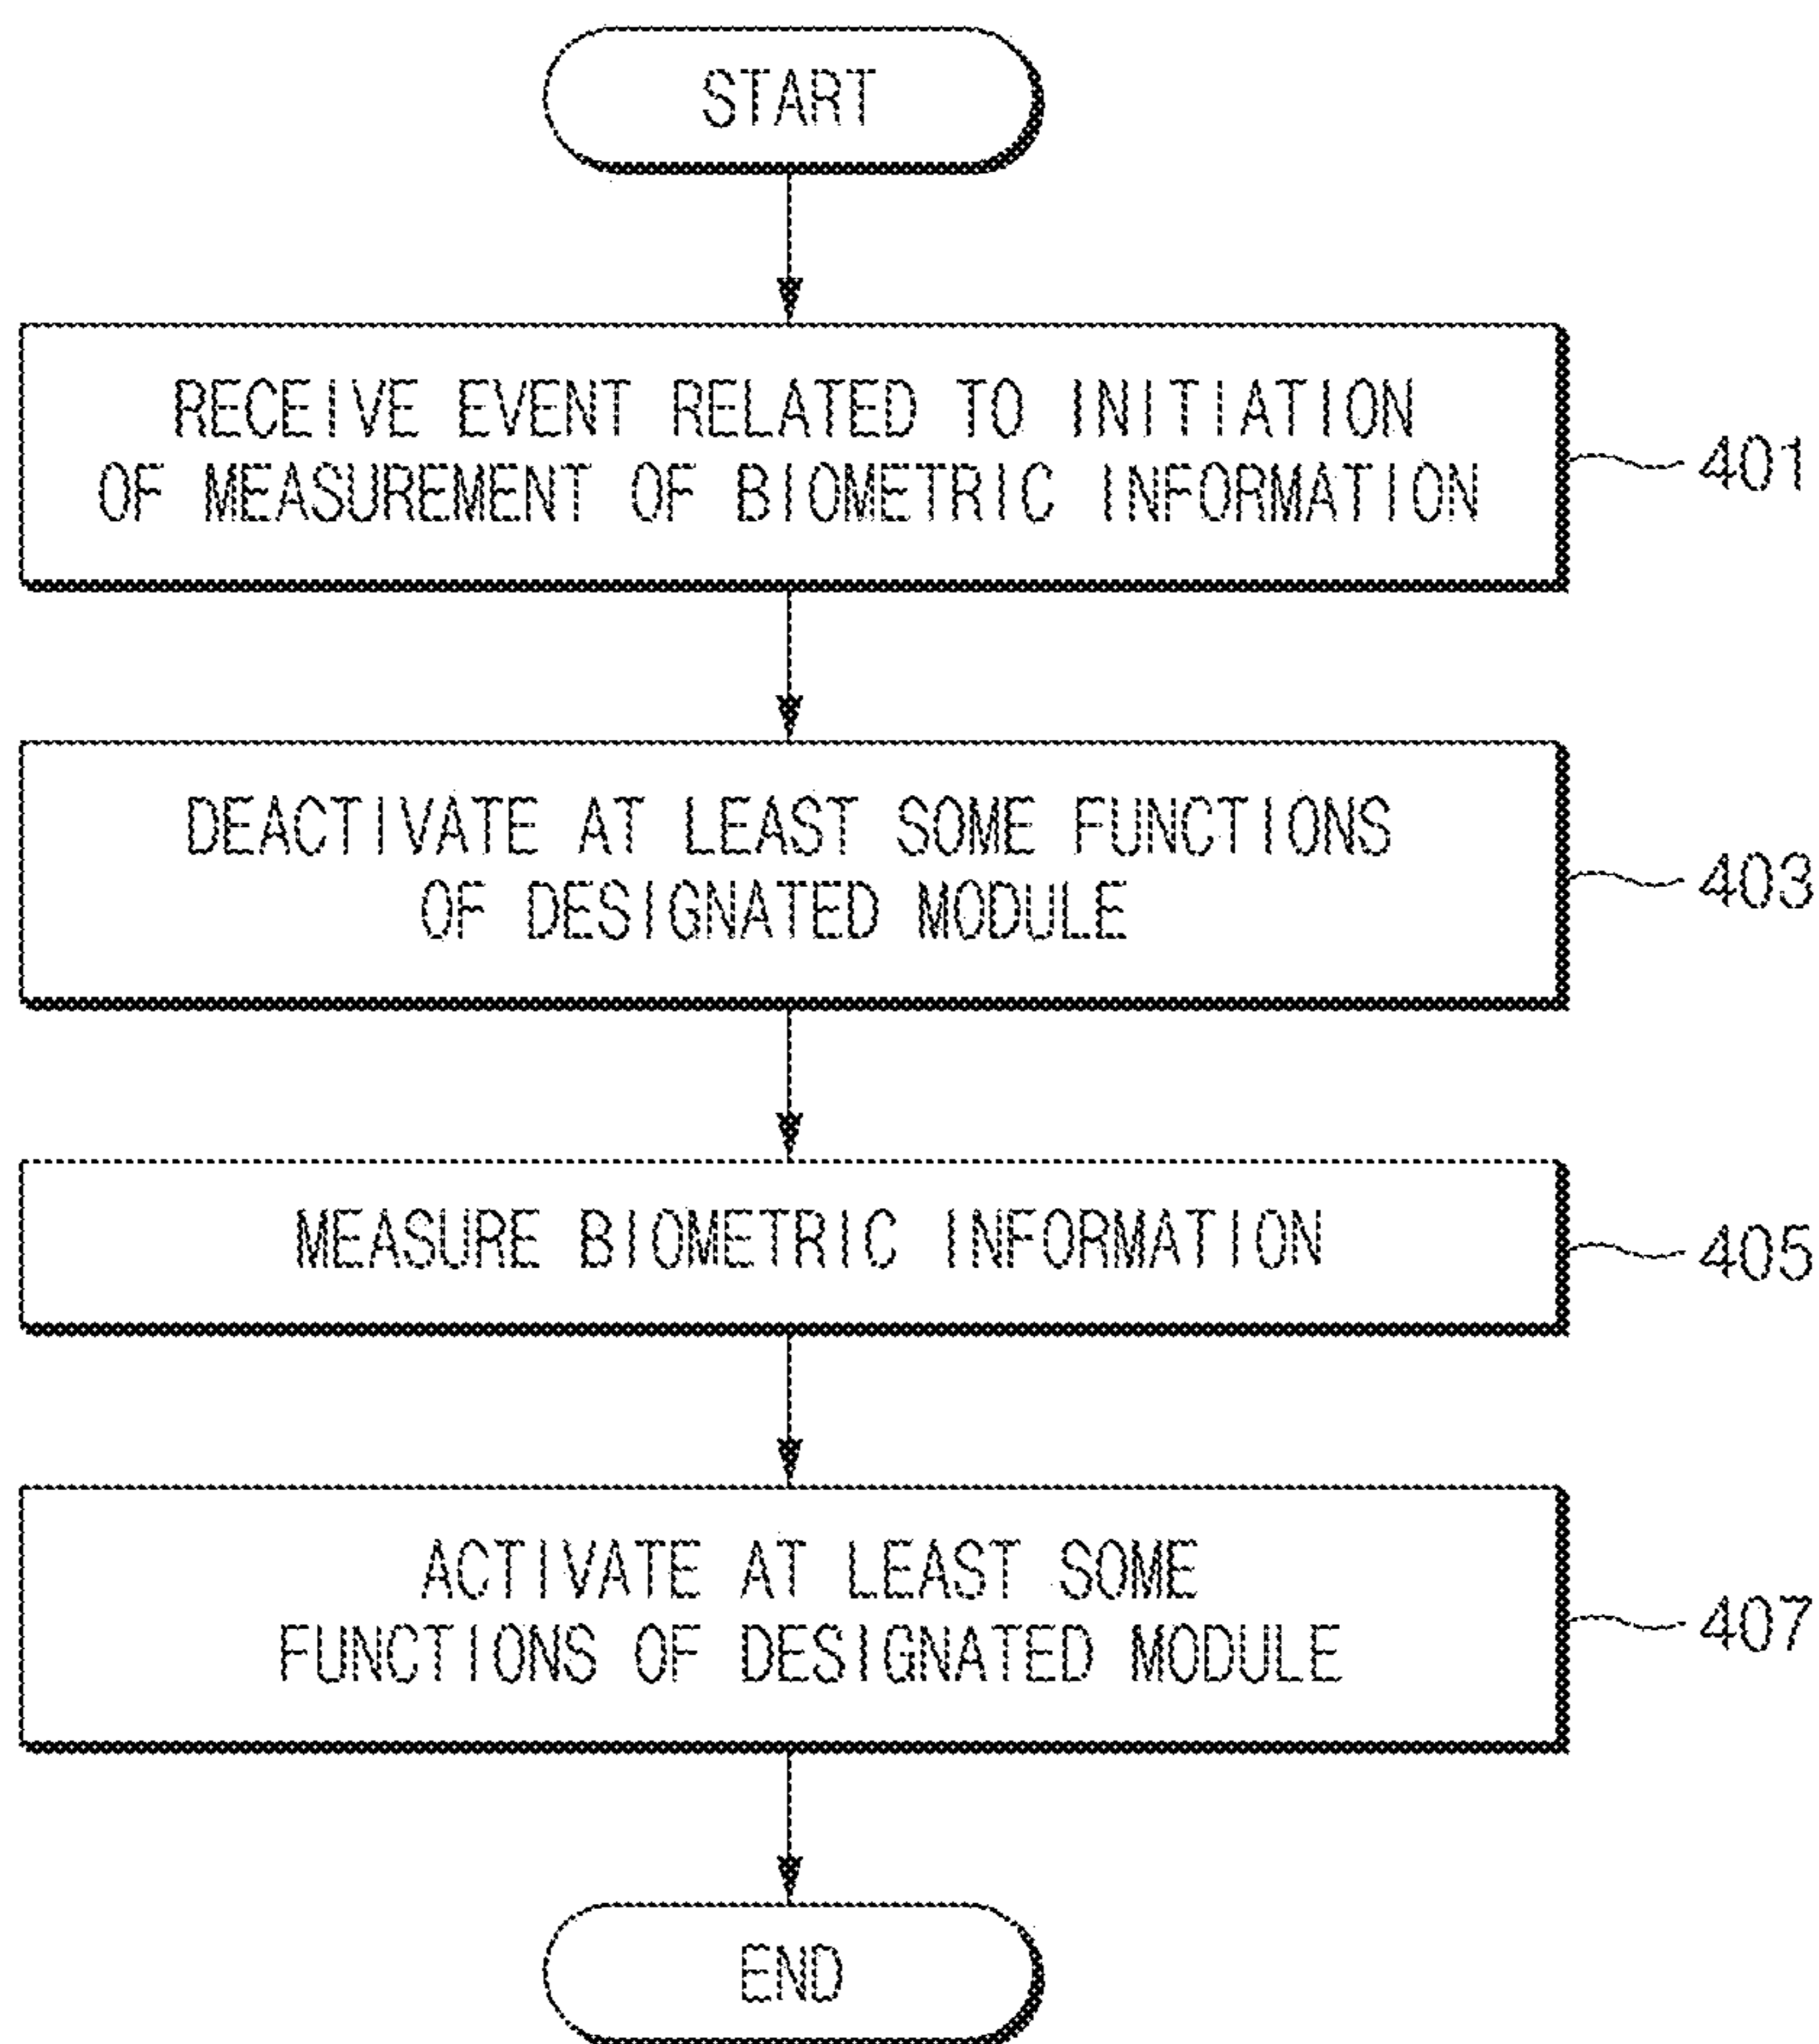 START
RECEIVE EVENT RELATED TO INITIATION
OF MEASUREMENT OF BIOMETRIC INFORMATION
401
DEACTIVATE AT LEAST SOME FUNCTIONS
OF DESIGNATED MODULE
403
MEASURE BIOMETRIC INFORMATION
405
ACTIVATE AT LEAST SOME
FUNCTIONS OF DESIGNATED MODULE
407
END